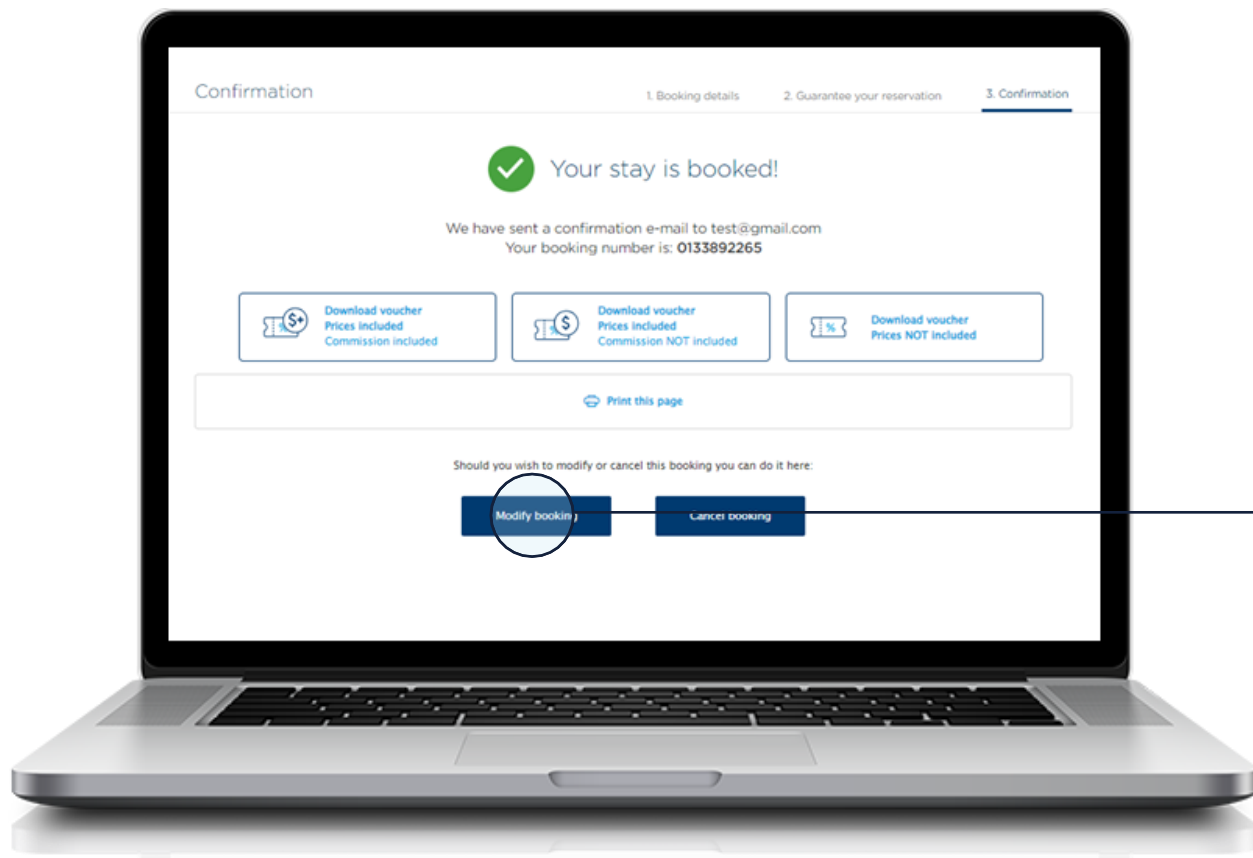 Confirmation
1. Booking details
2. Guarantee your reservation
3. Confirmation
Your stay is booked!
We have sent a confirmation e-mail to test@gmail.com
Your booking number is: 0133892265
Download voucher
Prices included
Commission included
Download voucher
Prices included
Commission NOT included
Download voucher
Prices NOT included
Print this page
Should you wish to modify or cancel this booking you can do it here:
Modify booking
Cancel booking